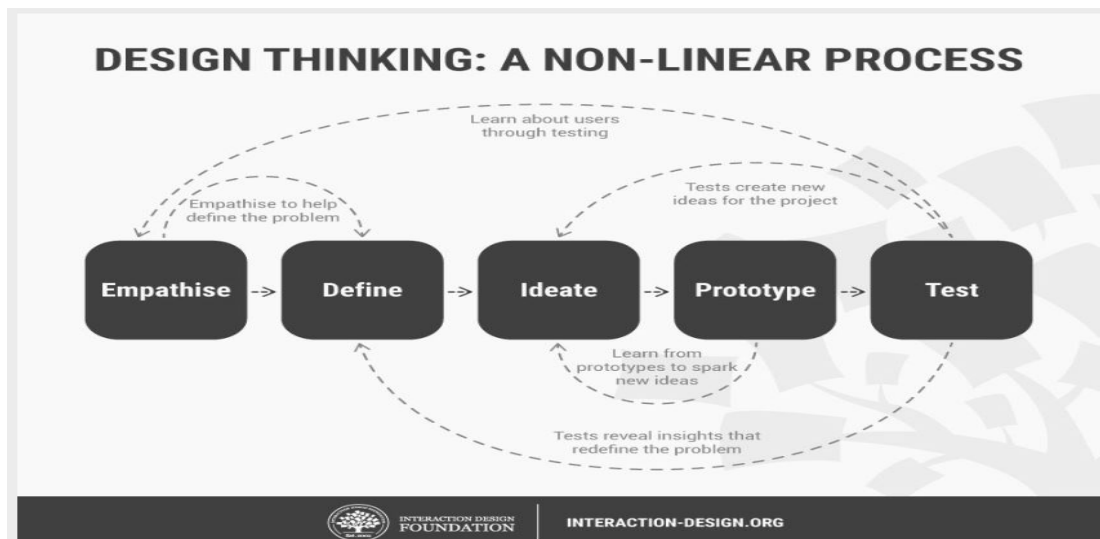 DESIGN THINKING: A NON-LINEAR PROCESS
Learn about users
through testing
Empathise to help
define the problem
Tests create new
ideas for the project
Empathise
Define
Ideate
Prototype
Test
Learn from
prototypes to spark
new ideas
Tests reveal insights that
redefine the problem
INTERACTION DESIGN
FOUNDATION
INTERACTION-DESIGN.ORG